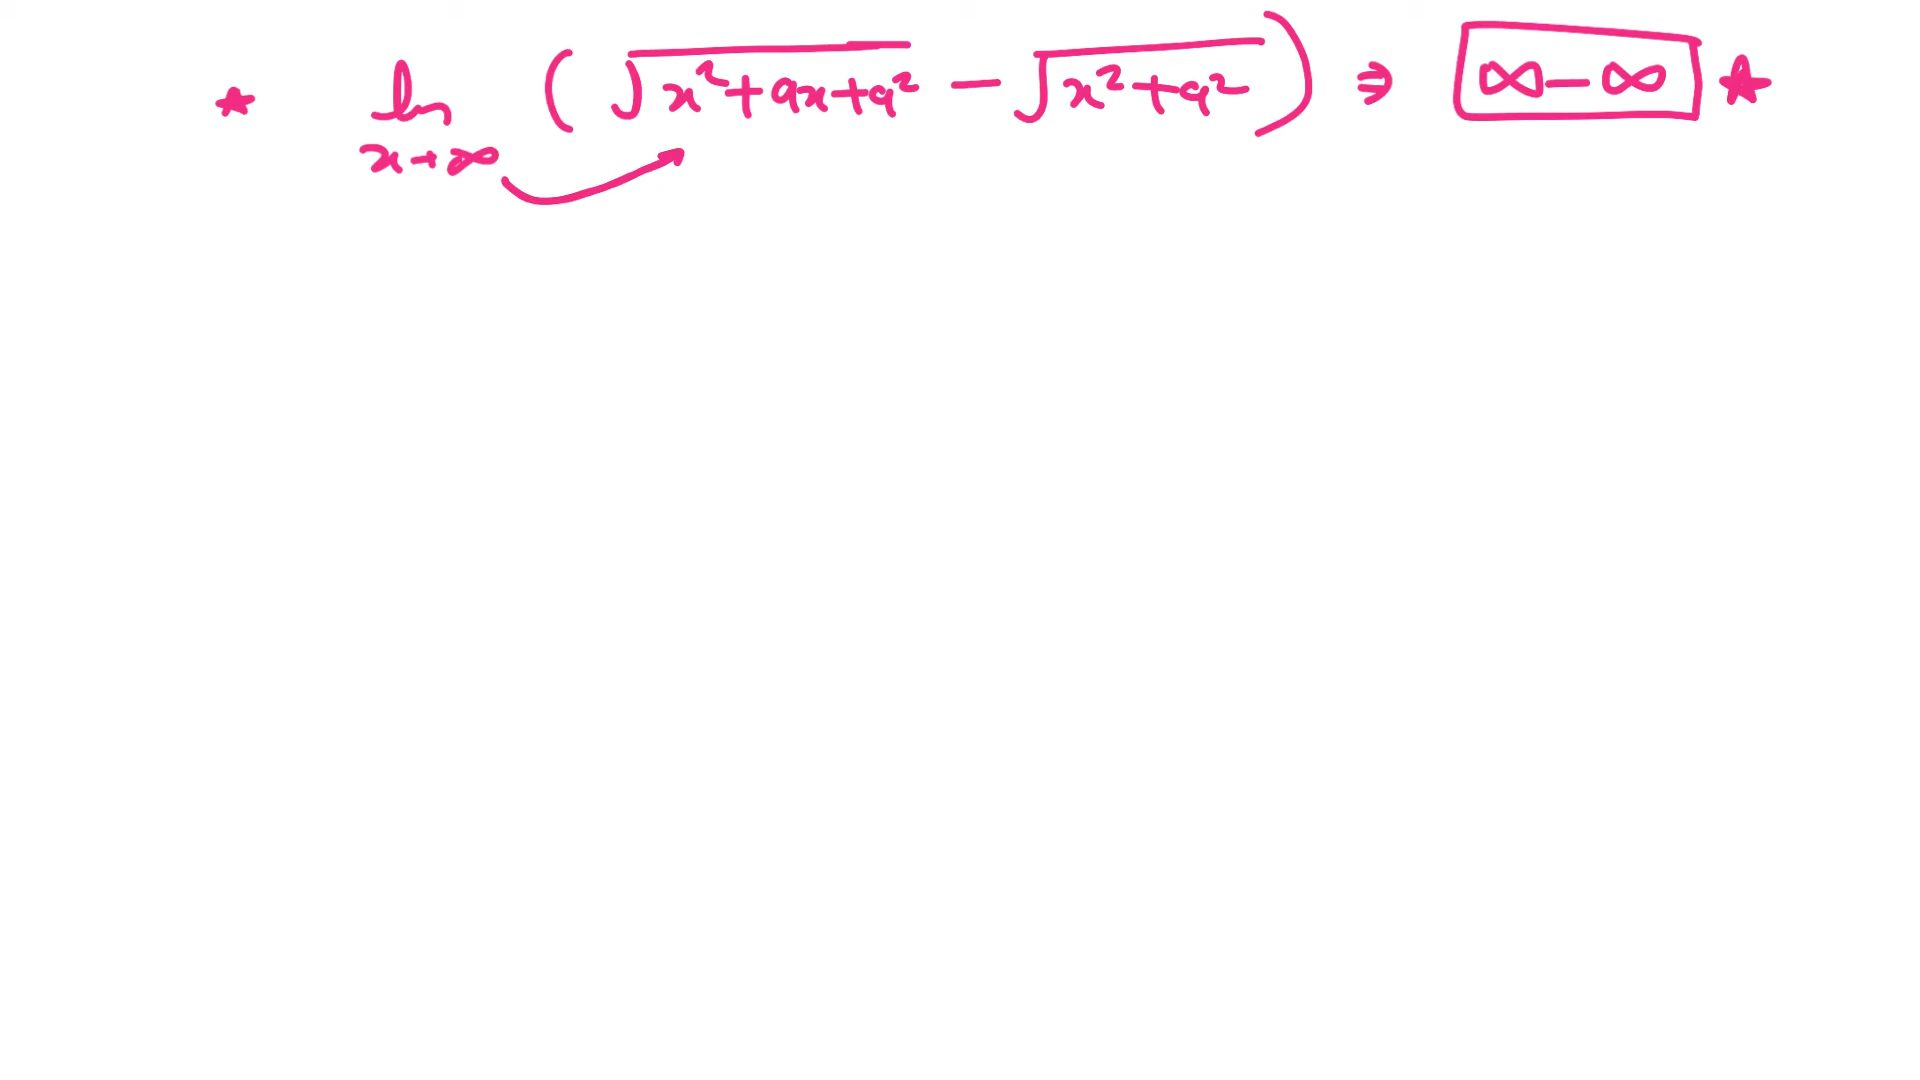 ★ lim ( √(x²+ax+a²) − √(x²+a²) ) ⇒ ∞−∞ ★
x→∞